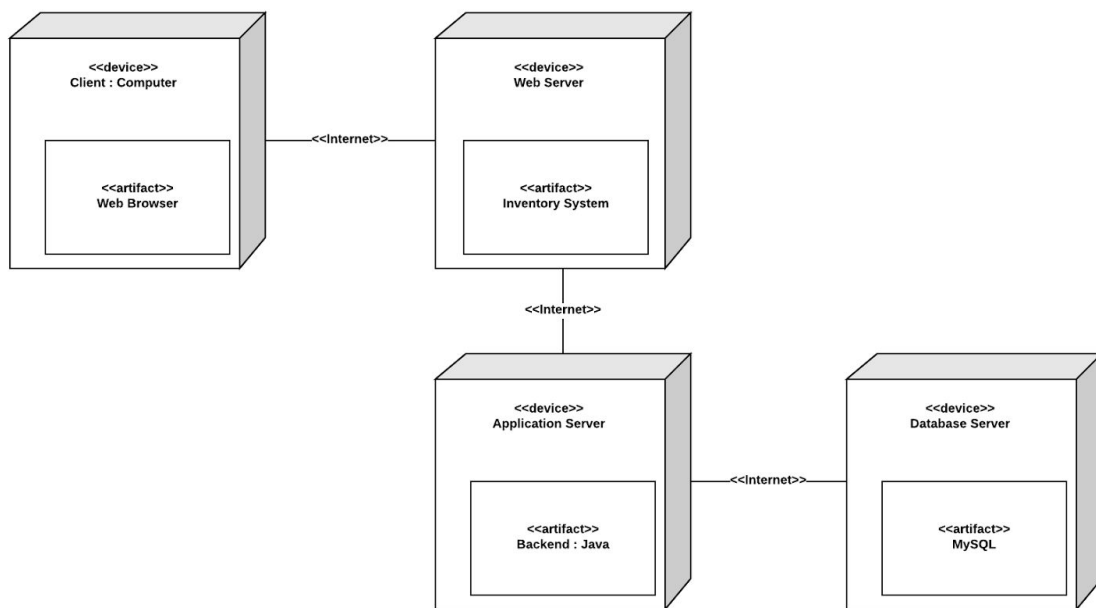 <<device>>
Client : Computer
<<artifact>>
Web Browser
<<Internet>>
<<device>>
Web Server
<<artifact>>
Inventory System
<<Internet>>
<<device>>
Application Server
<<artifact>>
Backend : Java
<<Internet>>
<<device>>
Database Server
<<artifact>>
MySQL